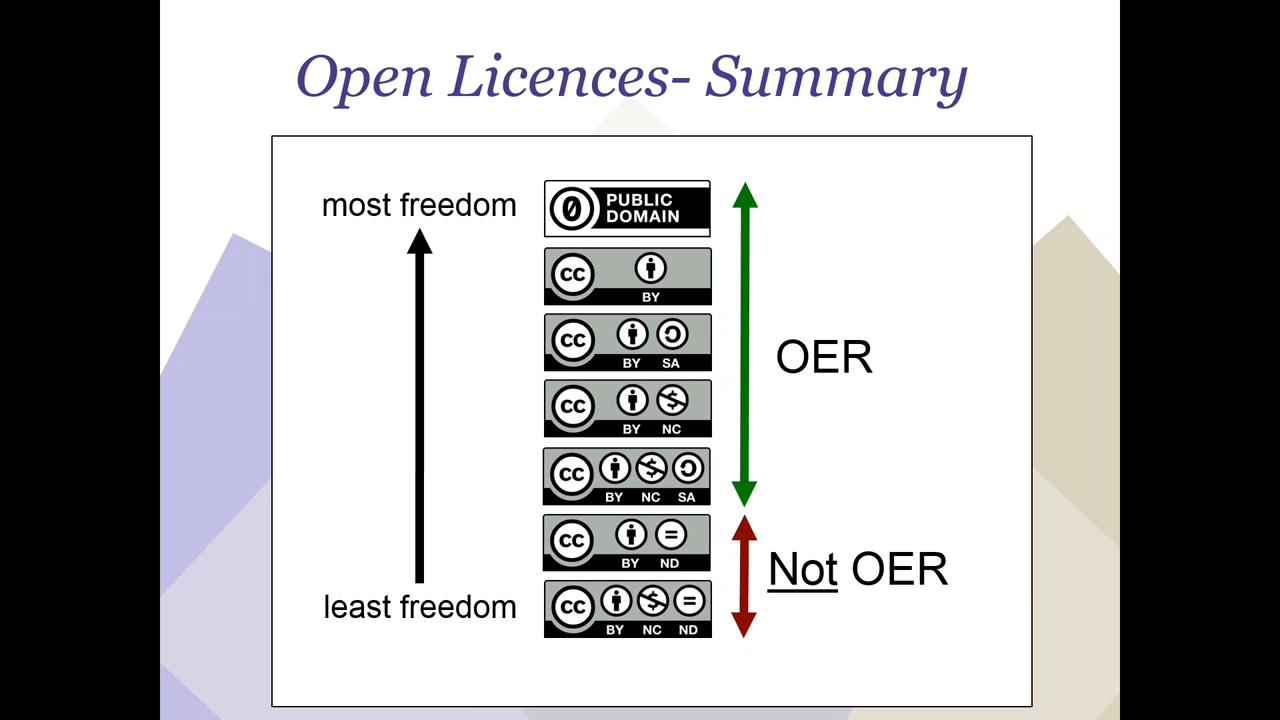 Open Licences- Summary
most freedom
PUBLIC
DOMAIN
cc
BY
cc
BY SA
OER
cc
BY NC
cc
BY NC SA
cc
BY ND
Not OER
least freedom
cc
BY NC ND